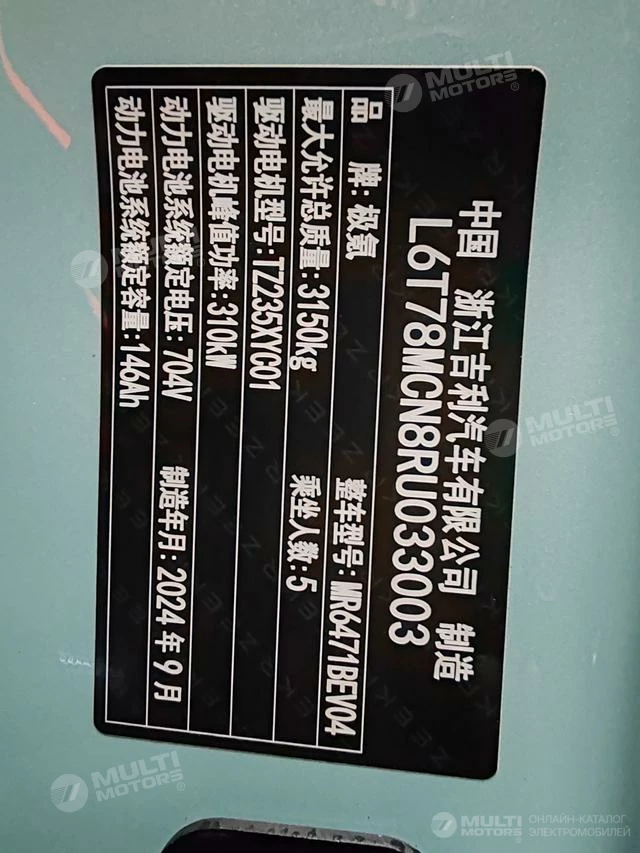 中国 浙江吉利汽车有限公司 制造
L6T78MCN8RU033003
品 牌:极氪 整车型号:MR6471BEV04
最大允许总质量:3150kg 乘坐人数:5
驱动电机型号:TZ235XYC01
驱动电机峰值功率:310kW
动力电池系统额定电压:704V 制造年月:2024年9月
动力电池系统额定容量:146Ah
MULTI
MOTORS®
MULTI
MOTORS®
MULTI
MOTORS®
MULTI
MOTORS®
ОНЛАЙН-КАТАЛОГ
ЭЛЕКТРОМОБИЛЕЙ